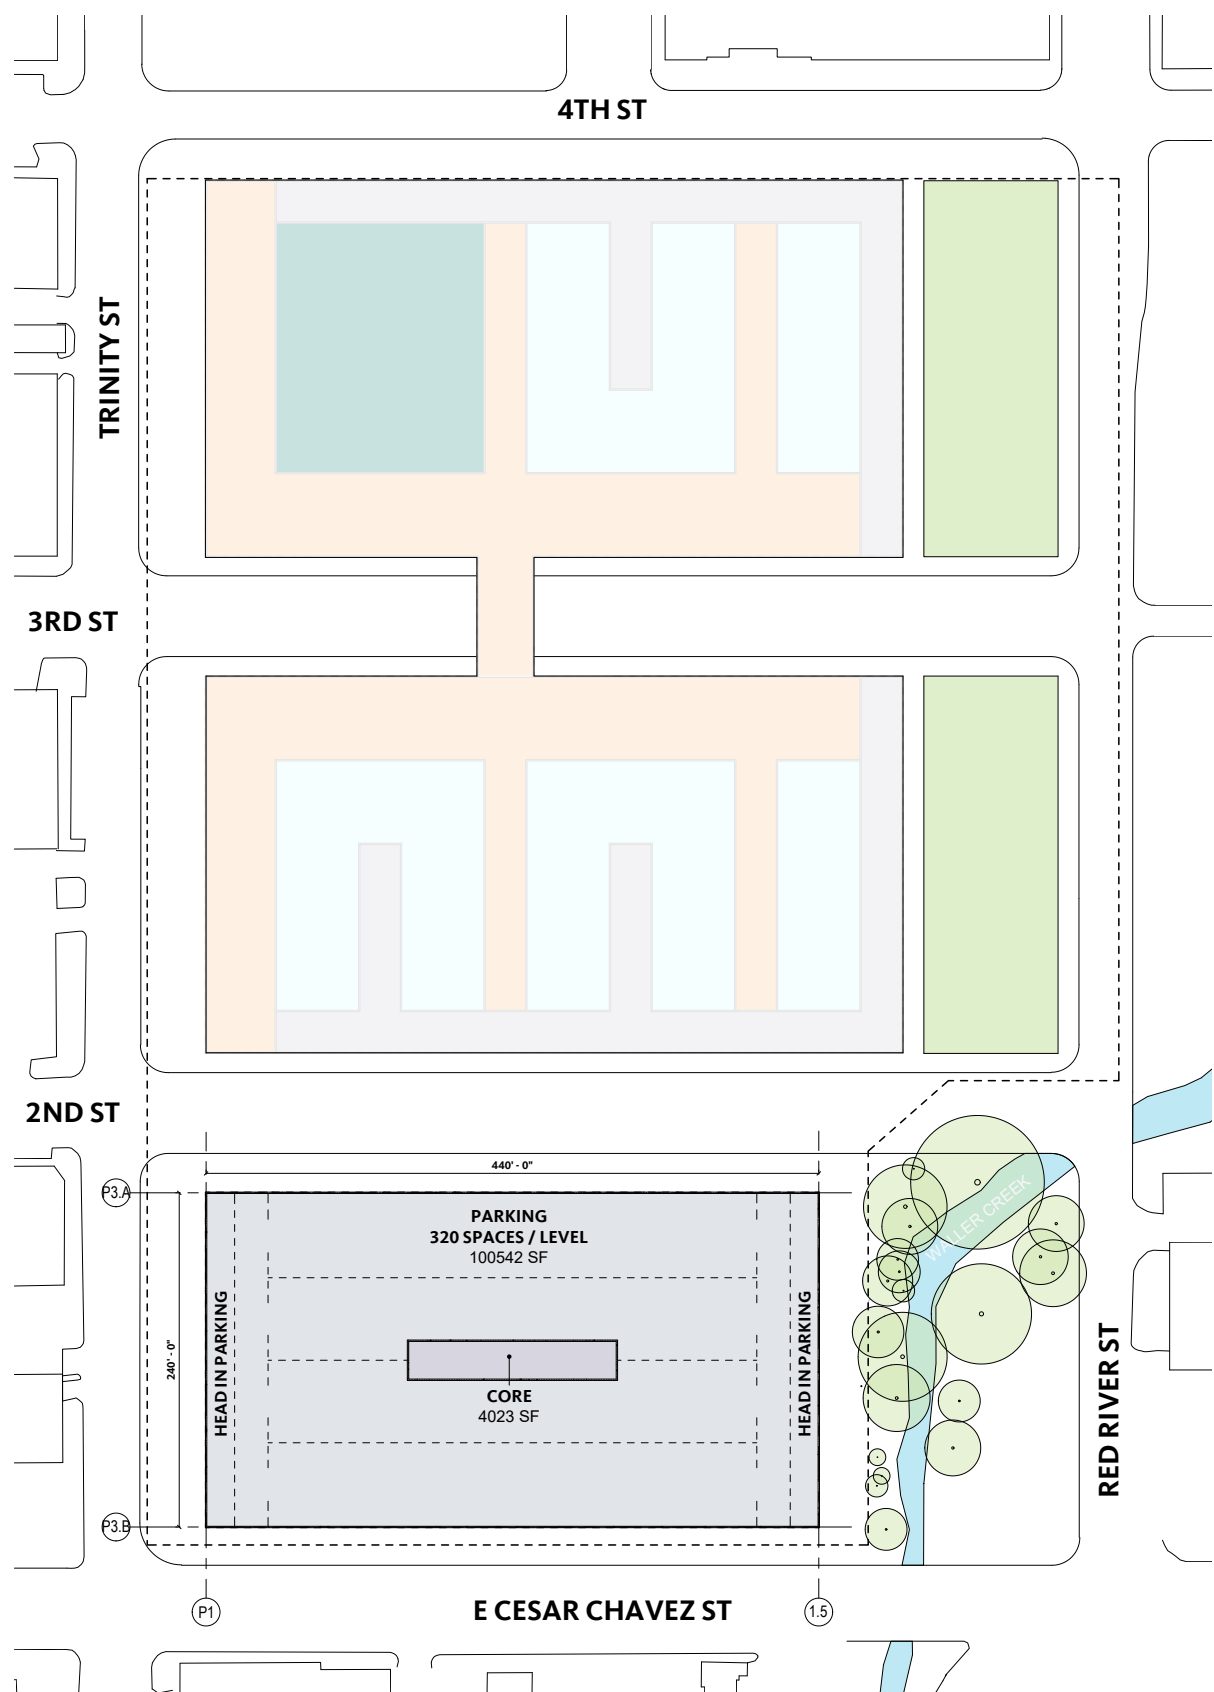 4TH ST
TRINITY ST
3RD ST
2ND ST
440' - 0"
P3.A
PARKING
320 SPACES / LEVEL
100542 SF
WALLER CREEK
HEAD IN PARKING
HEAD IN PARKING
240' - 0"
CORE
4023 SF
RED RIVER ST
P3.B
P1
E CESAR CHAVEZ ST
1.5